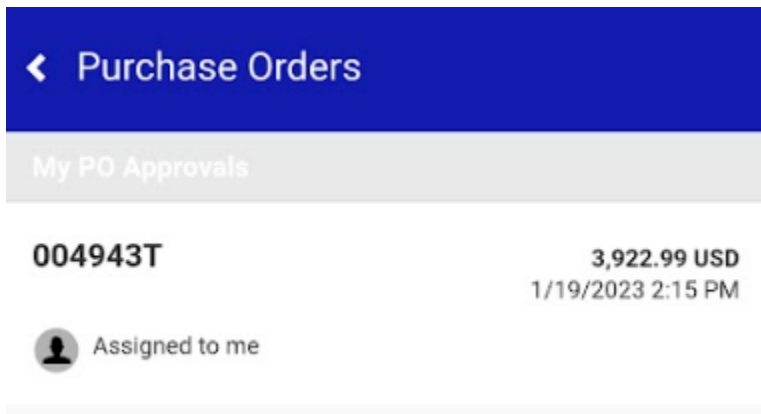 Purchase Orders
My PO Approvals
004943T
3,922.99 USD
1/19/2023 2:15 PM
Assigned to me